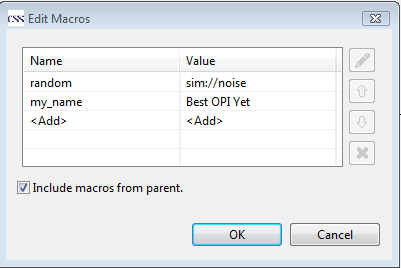 CSS Edit Macros
Name Value
random sim://noise
my_name Best OPI Yet
<Add> <Add>
Include macros from parent.
OK Cancel